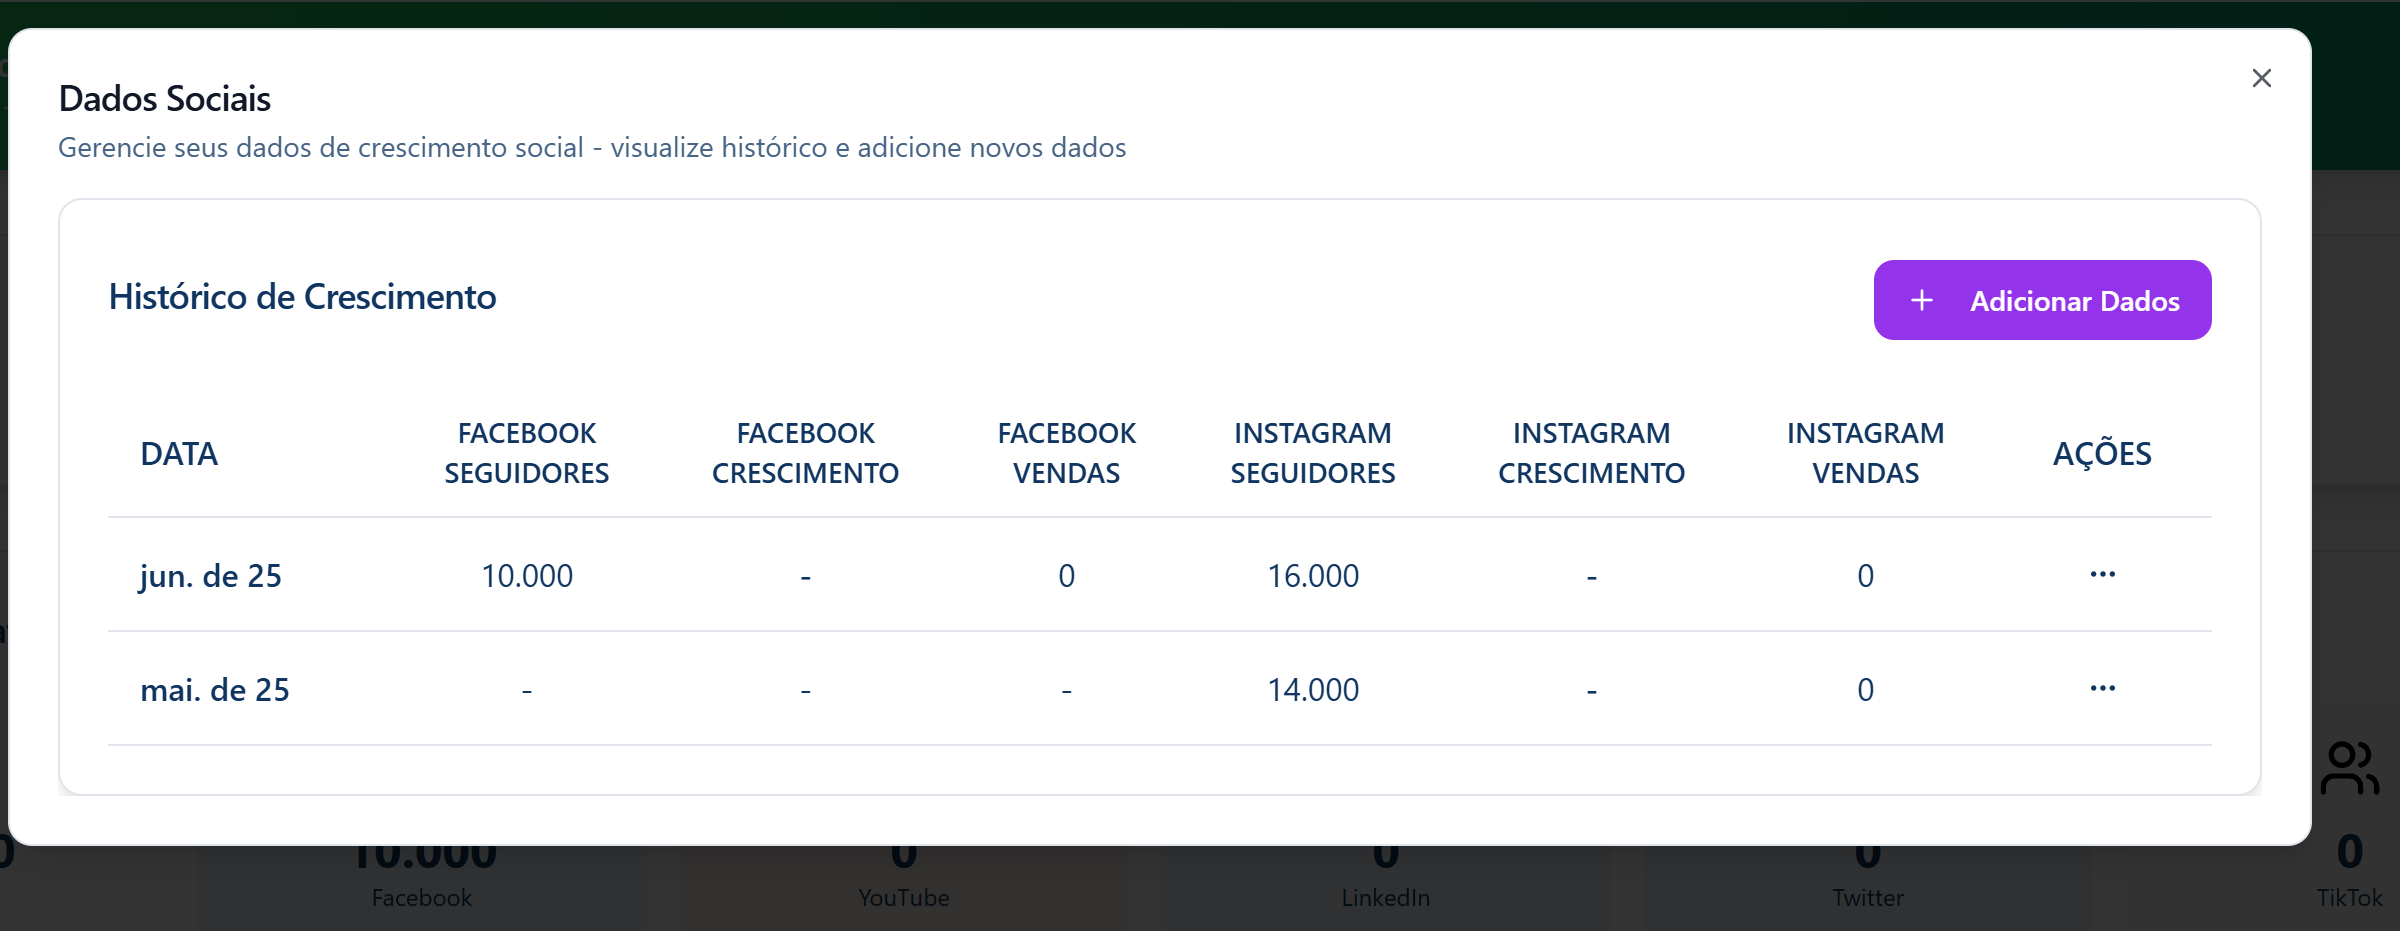 Dados Sociais
Gerencie seus dados de crescimento social - visualize histórico e adicione novos dados
Histórico de Crescimento
+ Adicionar Dados
DATA
FACEBOOK
SEGUIDORES
FACEBOOK
CRESCIMENTO
FACEBOOK
VENDAS
INSTAGRAM
SEGUIDORES
INSTAGRAM
CRESCIMENTO
INSTAGRAM
VENDAS
AÇÕES
jun. de 25 10.000 - 0 16.000 - 0 ...
mai. de 25 - - - 14.000 - 0 ...
10.000 0 0 0 0
Facebook YouTube LinkedIn Twitter TikTok